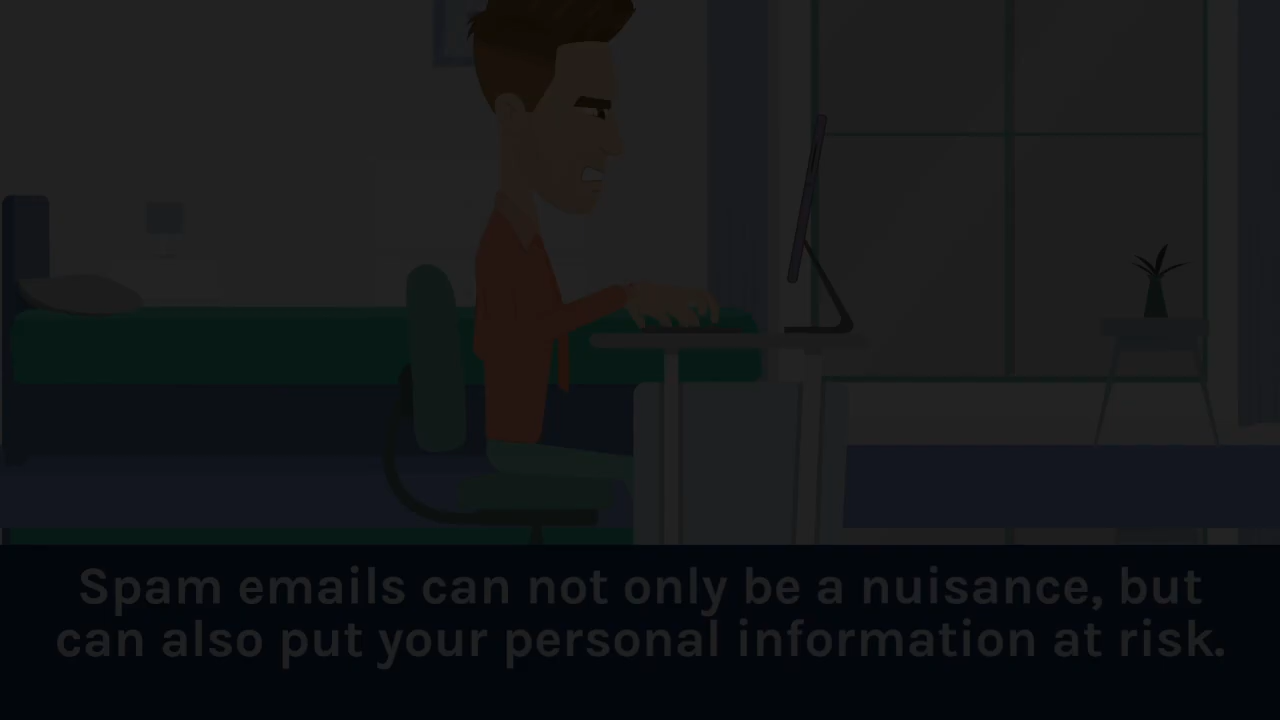 Spam emails can not only be a nuisance, but
can also put your personal information at risk.